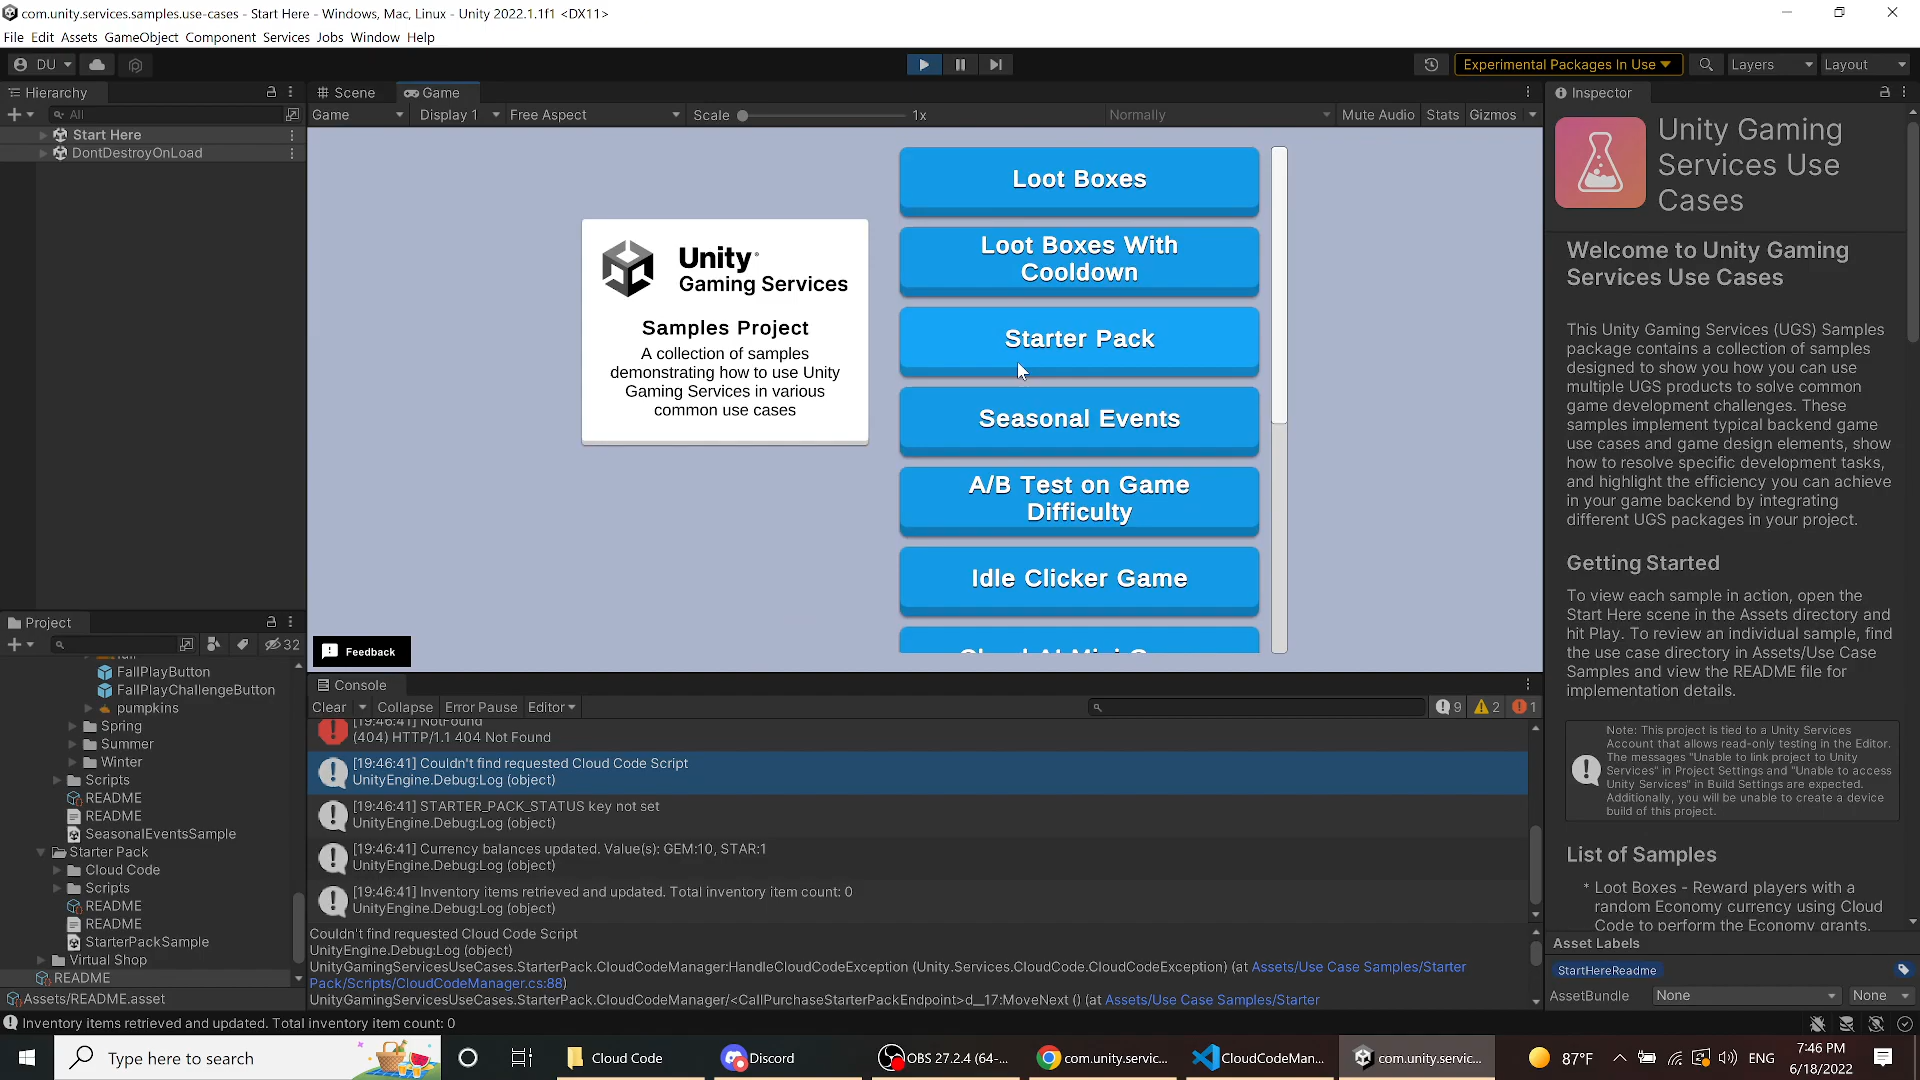 com.unity.services.samples.use-cases - Start Here - Windows, Mac, Linux - Unity 2022.1.1f1 <DX11>
File Edit Assets GameObject Component Services Jobs Window Help
DU
Experimental Packages In Use
Layers
Layout
Hierarchy
All
Start Here
DontDestroyOnLoad
Scene
Game
Game
Display 1
Free Aspect
Scale
1x
Normally
Mute Audio
Stats
Gizmos
Unity
Gaming Services
Samples Project
A collection of samples
demonstrating how to use Unity
Gaming Services in various
common use cases
Loot Boxes
Loot Boxes With
Cooldown
Starter Pack
Seasonal Events
A/B Test on Game
Difficulty
Idle Clicker Game
Feedback
Inspector
Unity Gaming
Services Use
Cases
Welcome to Unity Gaming
Services Use Cases
This Unity Gaming Services (UGS) Samples
package contains a collection of samples
designed to show you how you can use
multiple UGS products to solve common
game development challenges. These
samples implement typical backend game
use cases and game design elements, show
how to resolve specific development tasks,
and highlight the efficiency you can achieve
in your game backend by integrating
different UGS packages in your project.
Getting Started
To view each sample in action, open the
Start Here scene in the Assets directory and
hit Play. To review an individual sample, find
the use case directory in Assets/Use Case
Samples and view the README file for
implementation details.
Note: This project is tied to a Unity Services
Account that allows read-only testing in the Editor.
The messages "Unable to link project to Unity
Services" in Project Settings and "Unable to access
Unity Services" in Build Settings are expected.
Additionally, you will be unable to create a device
build of this project.
List of Samples
* Loot Boxes - Reward players with a
random Economy currency using Cloud
Code to perform the Economy grants.
Asset Labels
StartHereReadme
AssetBundle
None
None
Project
32
FallPlayButton
FallPlayChallengeButton
pumpkins
Spring
Summer
Winter
Scripts
README
README
SeasonalEventsSample
Starter Pack
Cloud Code
Scripts
README
README
StarterPackSample
Virtual Shop
README
Assets/README.asset
Console
Clear
Collapse
Error Pause
Editor
9
2
1
[19:46:41] NotFound
(404) HTTP/1.1 404 Not Found
[19:46:41] Couldn't find requested Cloud Code Script
UnityEngine.Debug:Log (object)
[19:46:41] STARTER_PACK_STATUS key not set
UnityEngine.Debug:Log (object)
[19:46:41] Currency balances updated. Value(s): GEM:10, STAR:1
UnityEngine.Debug:Log (object)
[19:46:41] Inventory items retrieved and updated. Total inventory item count: 0
UnityEngine.Debug:Log (object)
Couldn't find requested Cloud Code Script
UnityEngine.Debug:Log (object)
UnityGamingServicesUseCases.StarterPack.CloudCodeManager:HandleCloudCodeException (Unity.Services.CloudCode.CloudCodeException) (at Assets/Use Case Samples/Starter
Pack/Scripts/CloudCodeManager.cs:88)
UnityGamingServicesUseCases.StarterPack.CloudCodeManager/<CallPurchaseStarterPackEndpoint>d__17:MoveNext () (at Assets/Use Case Samples/Starter
Inventory items retrieved and updated. Total inventory item count: 0
Type here to search
Cloud Code
Discord
OBS 27.2.4 (64-...
com.unity.servic...
CloudCodeMan...
com.unity.servic...
87°F
ENG
7:46 PM
6/18/2022